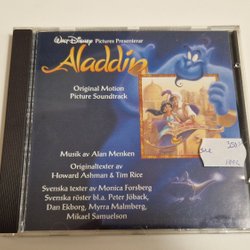 Walt Disney Pictures Presenterar
Aladdin
Original Motion
Picture Soundtrack
Musik av Alan Menken
Originaltexter av
Howard Ashman & Tim Rice
Svenska texter av Monica Forsberg
Svenska röster bl.a. Peter Jöback,
Dan Ekborg, Myrra Malmberg,
Mikael Samuelson